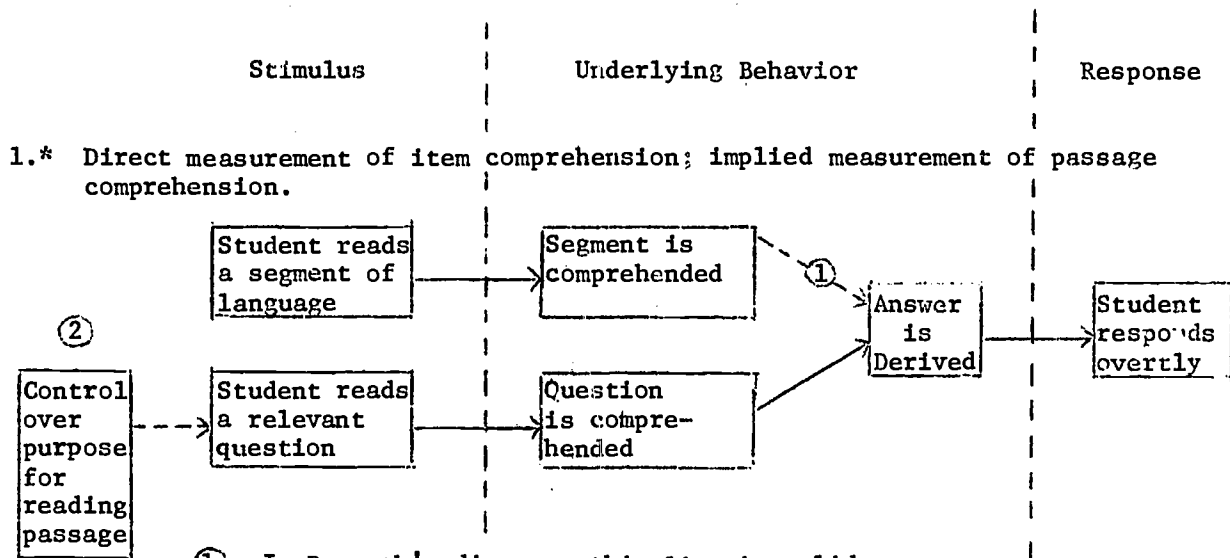 Stimulus Underlying Behavior Response
1.* Direct measurement of item comprehension; implied measurement of passage
comprehension.
Student reads
a segment of
language
Segment is
comprehended
①
Answer
is
Derived
Student
responds
overtly
②
Control
over
purpose
for
reading
passage
Student reads
a relevant
question
Question
is compre-
hended
①